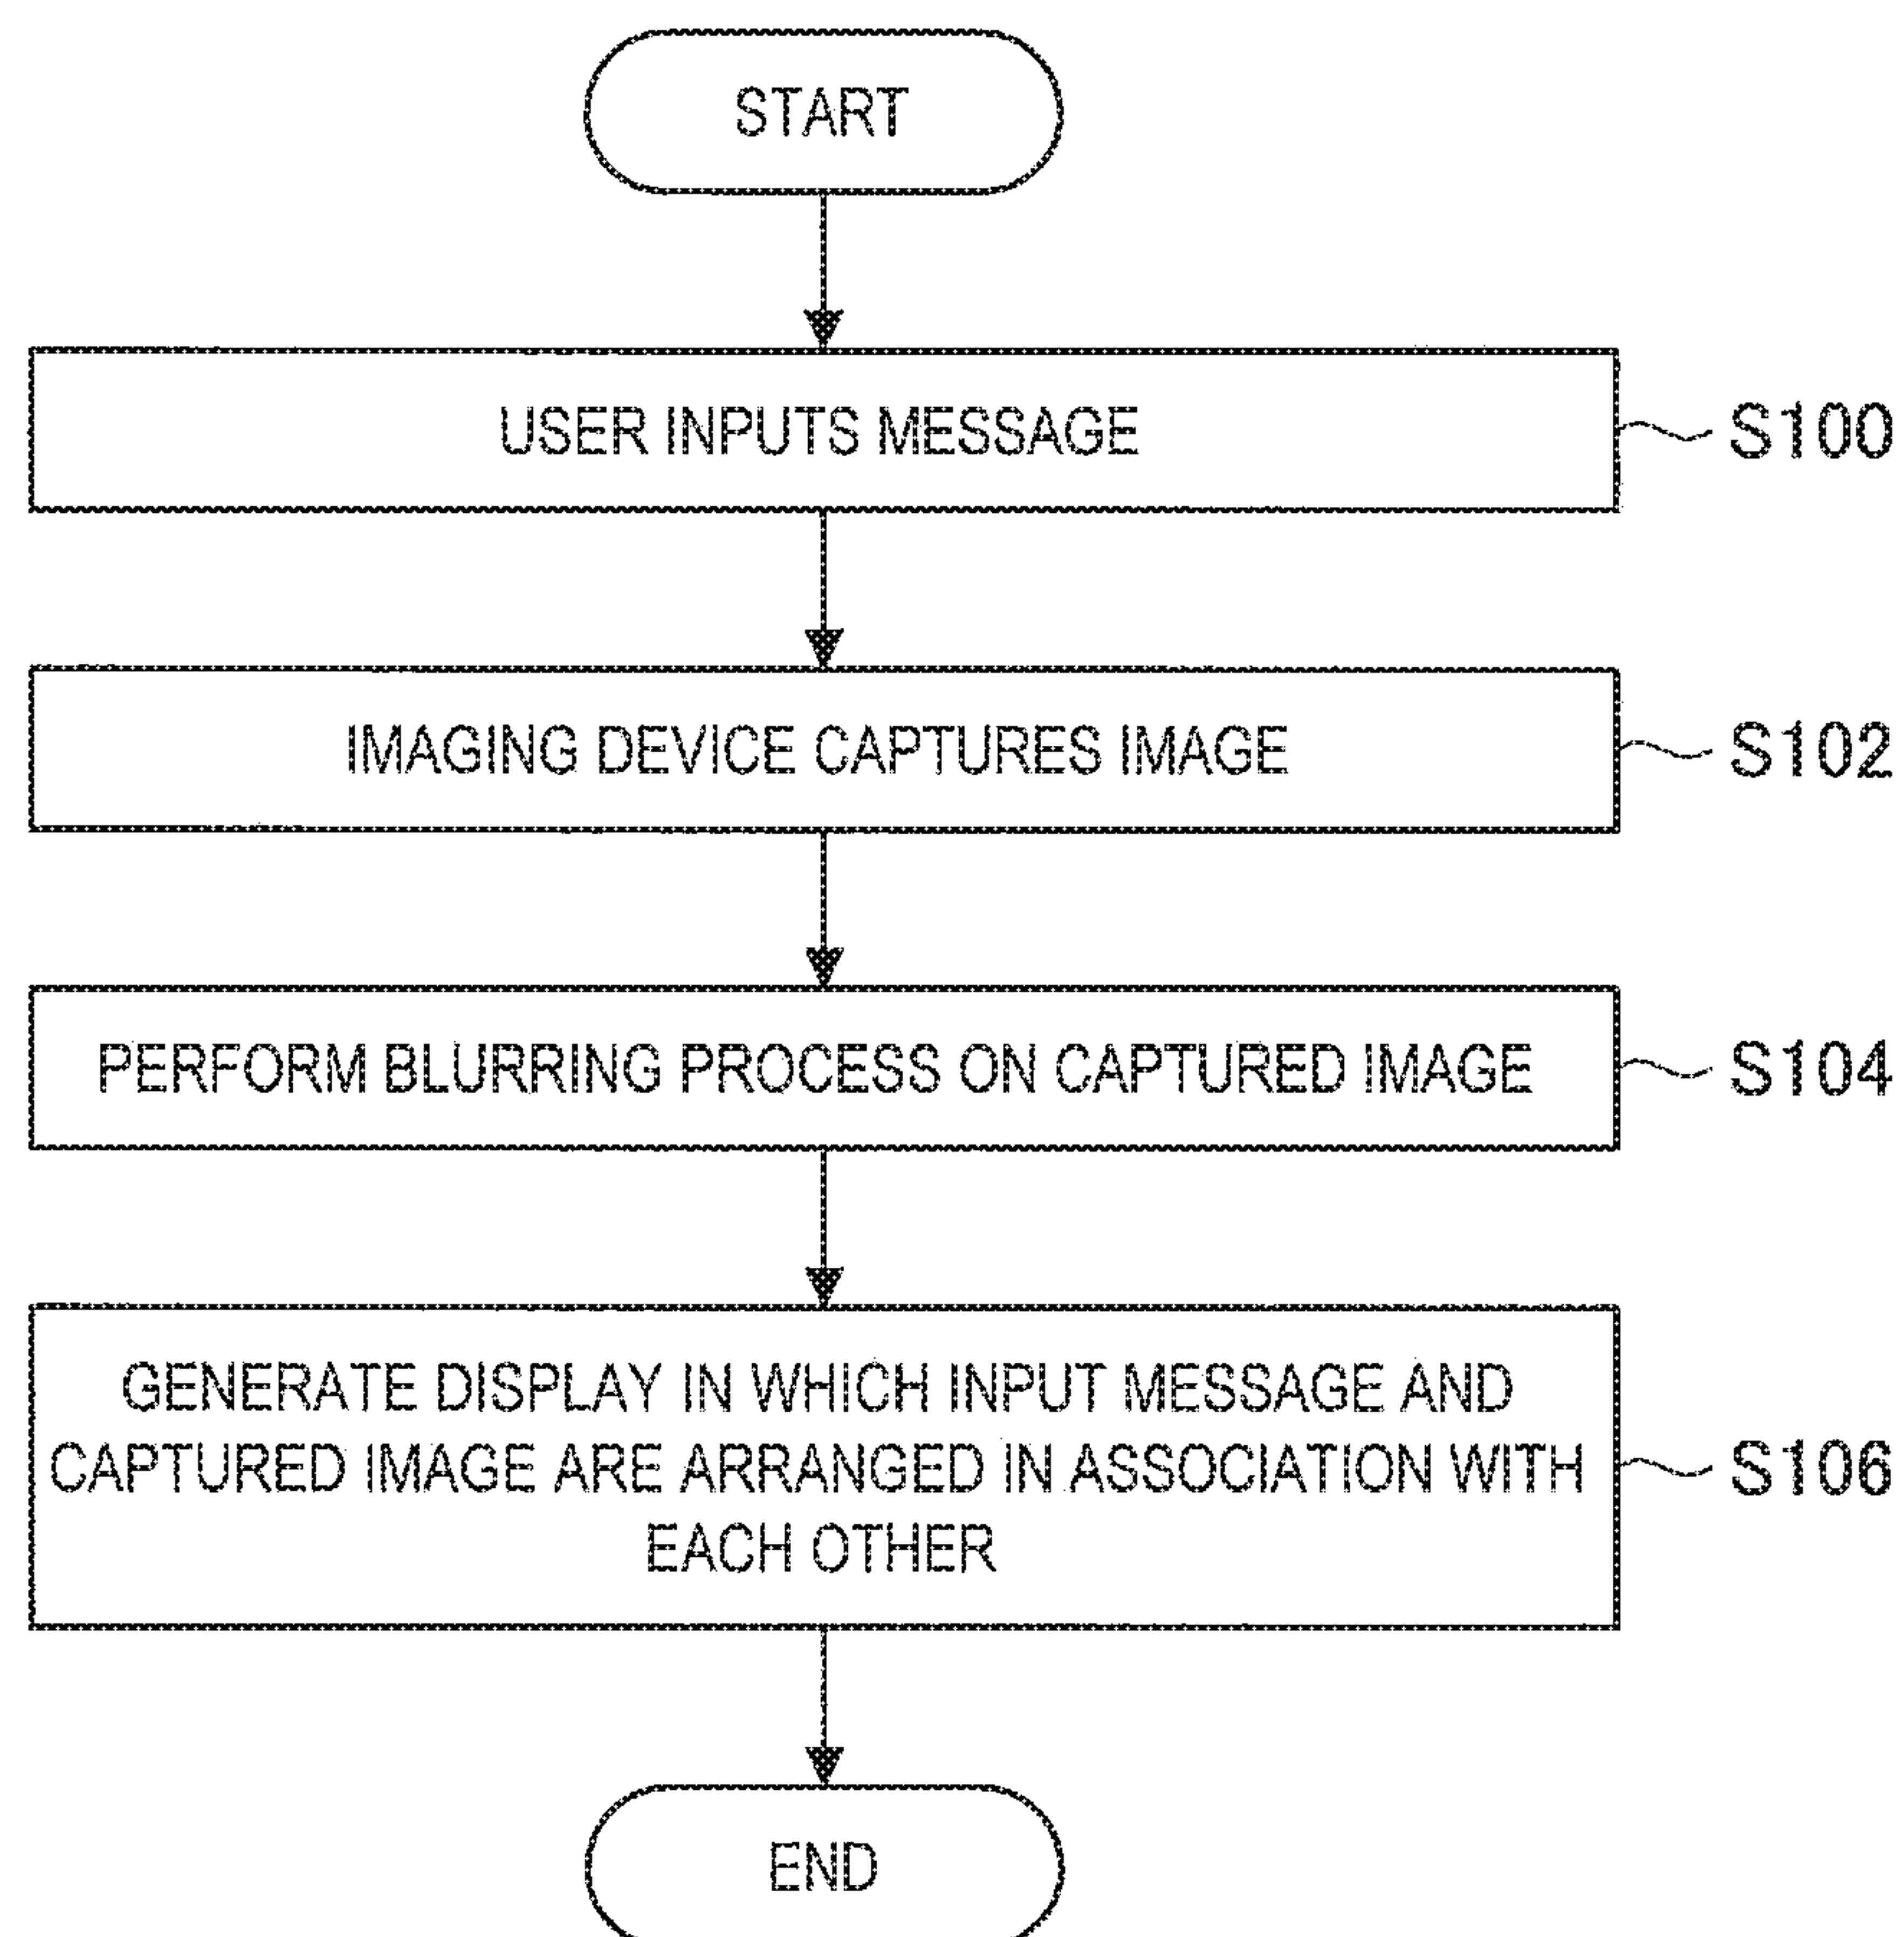 START
USER INPUTS MESSAGE
S100
IMAGING DEVICE CAPTURES IMAGE
S102
PERFORM BLURRING PROCESS ON CAPTURED IMAGE
S104
GENERATE DISPLAY IN WHICH INPUT MESSAGE AND
CAPTURED IMAGE ARE ARRANGED IN ASSOCIATION WITH
EACH OTHER
S106
END